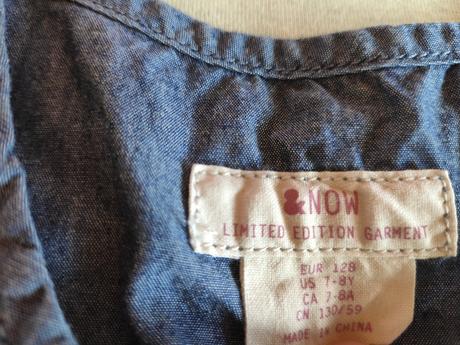 &NOW
LIMITED EDITION GARMENT
EUR 128
US 7-8Y
CA 7-8A
CN 130/59
MADE IN CHINA